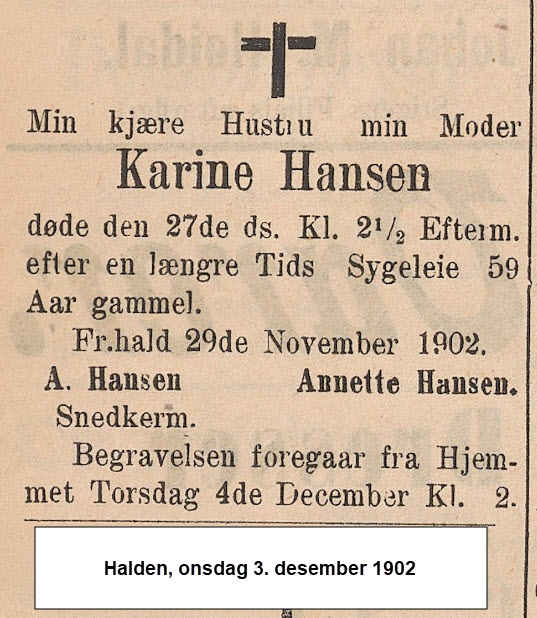 Min kjære Hustru min Moder
Karine Hansen
døde den 27de ds. Kl. 2½ Efterm.
efter en længre Tids Sygeleie 59
Aar gammel.
Fr.hald 29de November 1902.
A. Hansen Annette Hansen.
Snedkerm.
Begravelsen foregaar fra Hjem-
met Torsdag 4de December Kl. 2.
Halden, onsdag 3. desember 1902